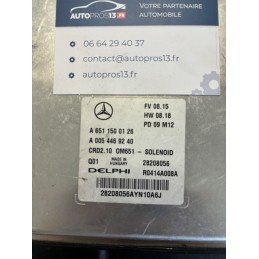 AUTOPROS13.FR
VOTRE PARTENAIRE
AUTOMOBILE
06 64 29 40 37
contact@autopros13.fr
autopros13.fr
FV 08.15
HW 08.18
PD 09 M12
A 651 150 01 26
A 005 446 92 40
CRD2.10 OM651 - SOLENOID
Q01 MADE IN HUNGARY 28208056
DELPHI R0414A008A
28208056AYN10A6J